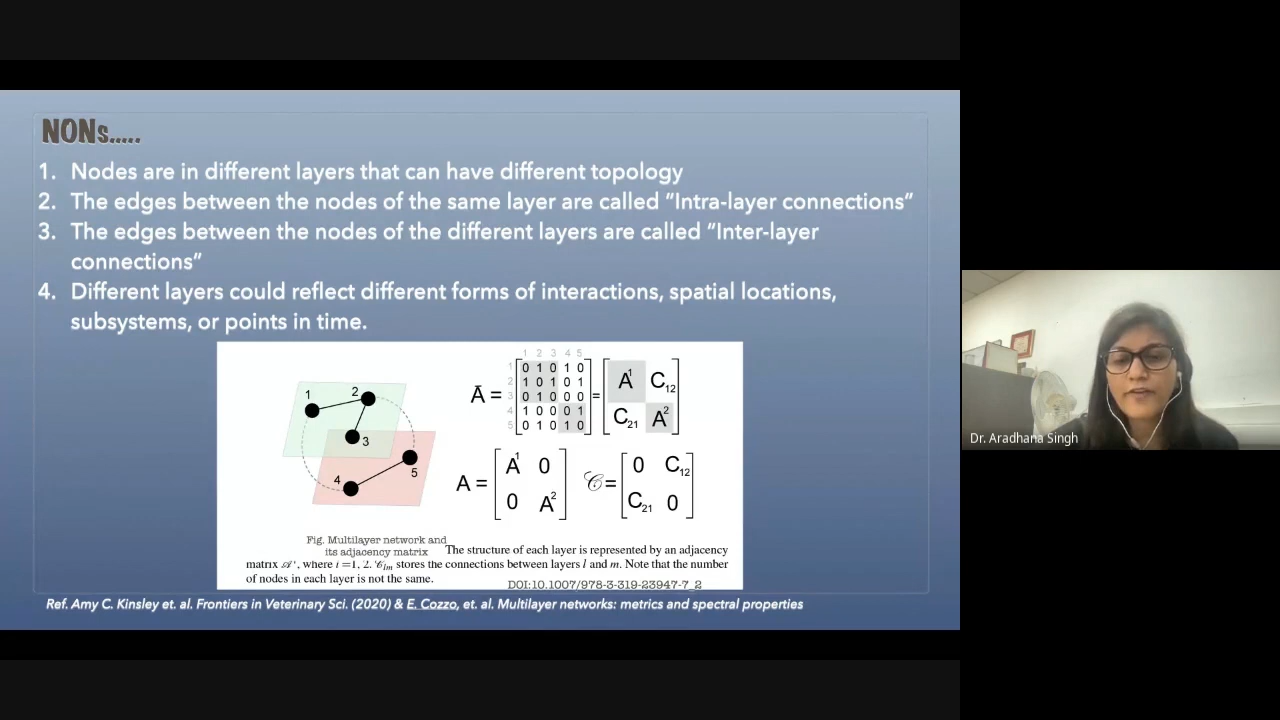 NONs.....
1. Nodes are in different layers that can have different topology
2. The edges between the nodes of the same layer are called “Intra-layer connections”
3. The edges between the nodes of the different layers are called “Inter-layer
connections”
4. Different layers could reflect different forms of interactions, spatial locations,
subsystems, or points in time.
1 2 3 4 5
1 0 1 0 1 0
2 1 0 1 0 1
3 0 1 0 0 0
4 1 0 0 0 1
5 0 1 0 1 0
Ā = = A¹ C₁₂
C₂₁ A²
1 2 3 4 5
A = A¹ 0
0 A²
𝒞 = 0 C₁₂
C₂₁ 0
Fig. Multilayer network and
its adjacency matrix
The structure of each layer is represented by an adjacency
matrix 𝒜ⁱ, where i = 1, 2. 𝒞lm stores the connections between layers l and m. Note that the number
of nodes in each layer is not the same.
DOI:10.1007/978-3-319-23947-7_2
Ref. Amy C. Kinsley et. al. Frontiers in Veterinary Sci. (2020) & E. Cozzo, et. al. Multilayer networks: metrics and spectral properties
Dr. Aradhana Singh